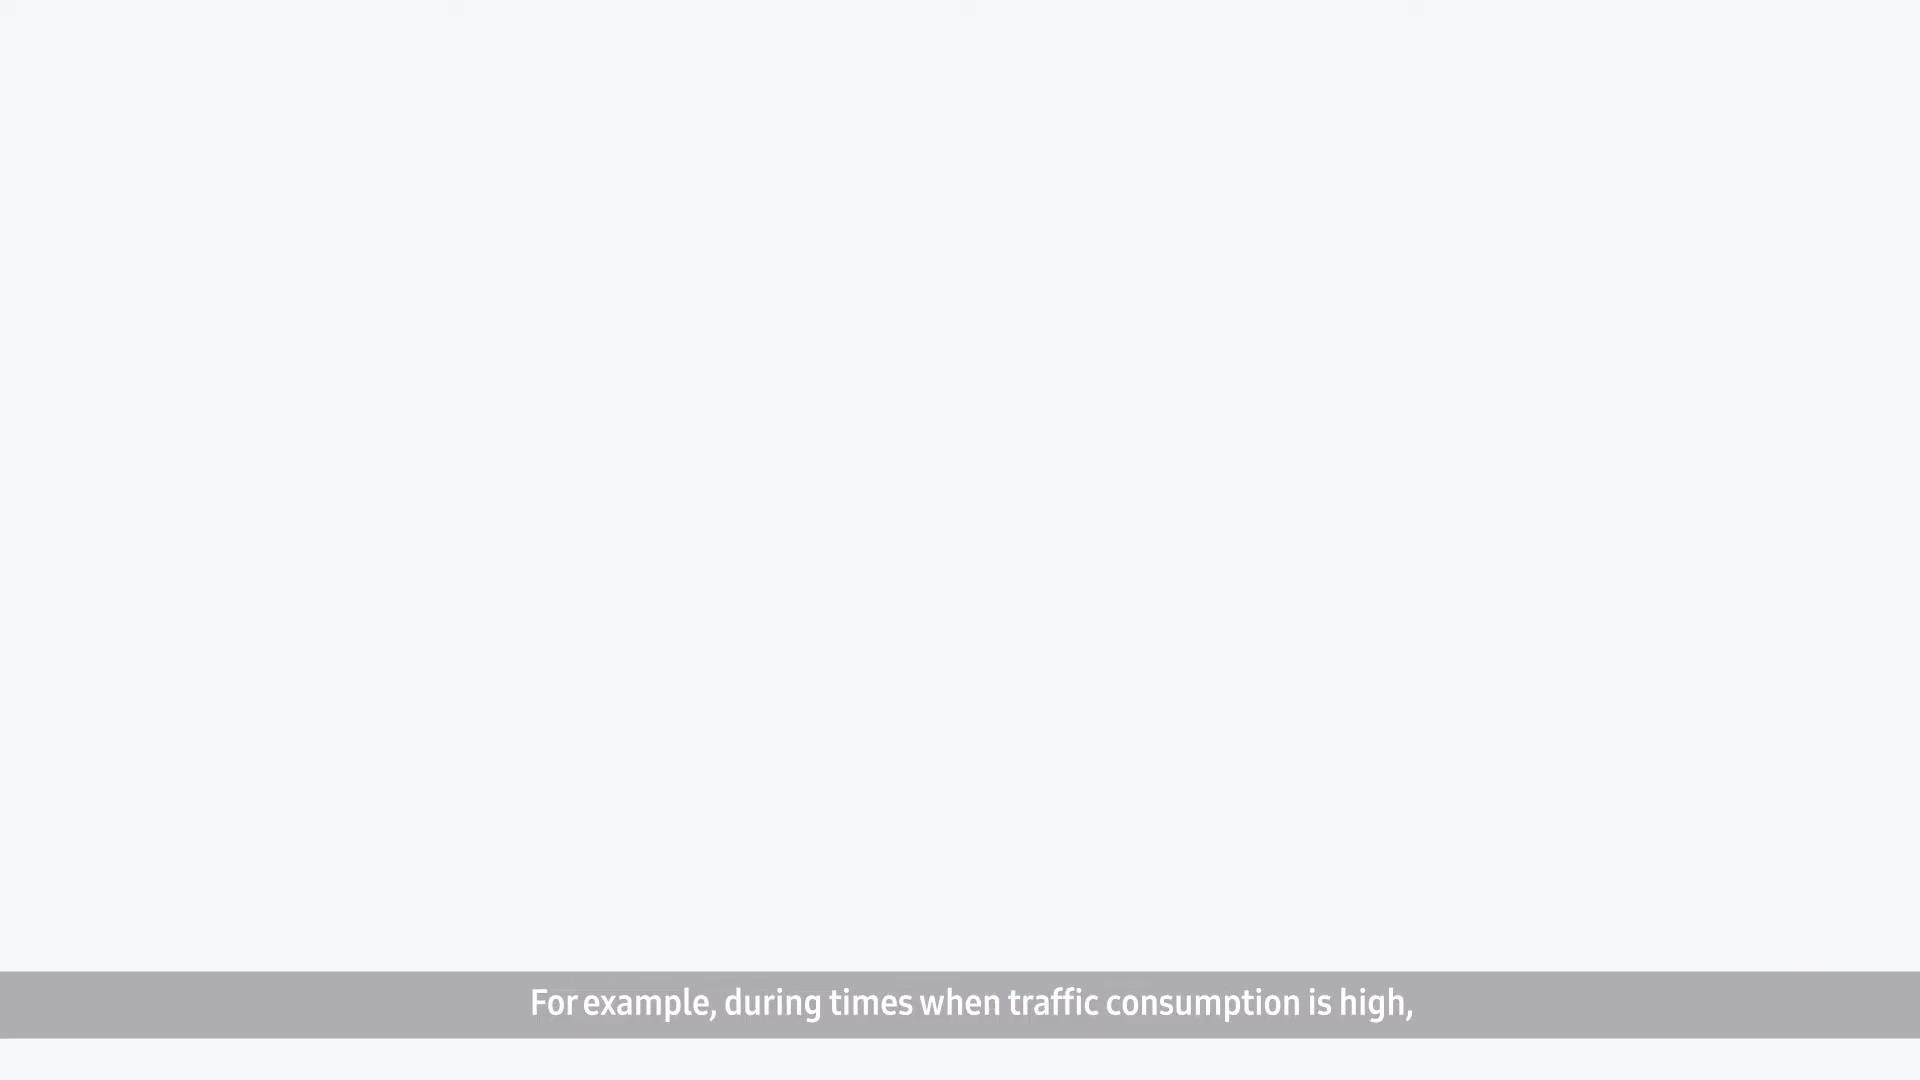 For example, during times when traffic consumption is high,